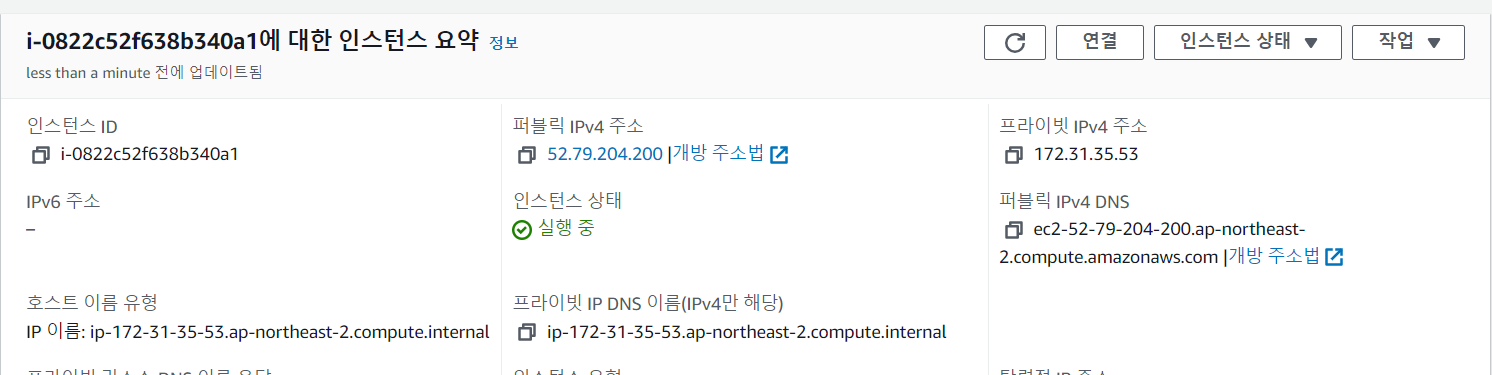 i-0822c52f638b340a1에 대한 인스턴스 요약 정보
less than a minute 전에 업데이트됨
연결
인스턴스 상태
작업
인스턴스 ID
i-0822c52f638b340a1
퍼블릭 IPv4 주소
52.79.204.200 |개방 주소법
프라이빗 IPv4 주소
172.31.35.53
IPv6 주소
–
인스턴스 상태
실행 중
퍼블릭 IPv4 DNS
ec2-52-79-204-200.ap-northeast-
2.compute.amazonaws.com |개방 주소법
호스트 이름 유형
IP 이름: ip-172-31-35-53.ap-northeast-2.compute.internal
프라이빗 IP DNS 이름(IPv4만 해당)
ip-172-31-35-53.ap-northeast-2.compute.internal